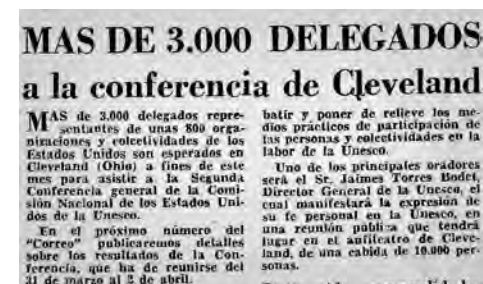 MAS DE 3.000 DELEGADOS
a la conferencia de Cleveland
MAS de 3.000 delegados repre-
sentantes de unas 800 orga-
nizaciones y colectividades de los
Estados Unidos son esperados en
Cleveland (Ohio) a fines de este
mes para asistir a la Segunda
Conferencia general de la Comi-
sión Nacional de los Estados Uni-
dos de la Unesco.
En el próximo número del
"Correo" publicaremos detalles
sobre los resultados de la Con-
ferencia, que ha de reunirse del
31 de marzo al 2 de abril.
batir y poner de relieve los me-
dios prácticos de participación de
las personas y colectividades en la
labor de la Unesco.
Uno de los principales oradores
será el Sr. Jaimes Torres Bodet,
Director General de la Unesco, el
cual manifestará la expresión de
su fe personal en la Unesco, en
una reunión pública que tendrá
lugar en el anfiteatro de Cleve-
land, de una cabida de 10.000 per-
sonas.